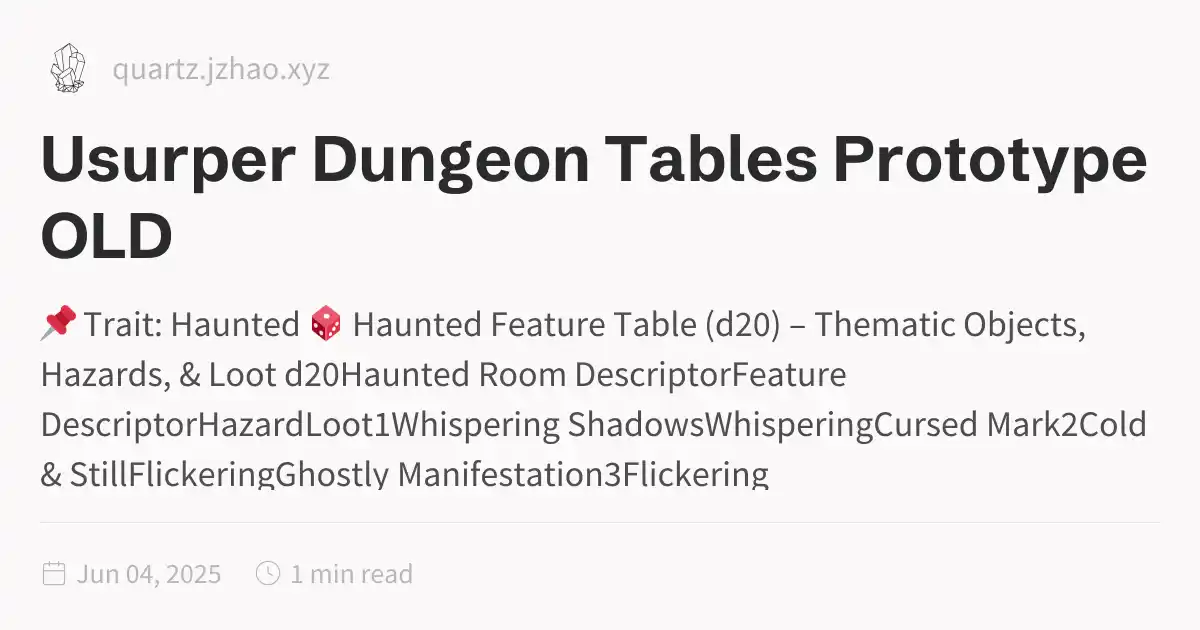 quartz.jzhao.xyz
Usurper Dungeon Tables Prototype
OLD
📌 Trait: Haunted 🎲 Haunted Feature Table (d20) – Thematic Objects,
Hazards, & Loot d20Haunted Room DescriptorFeature
DescriptorHazardLoot1Whispering ShadowsWhisperingCursed Mark2Cold
& StillFlickeringGhostly Manifestation3Flickering
Jun 04, 2025 1 min read